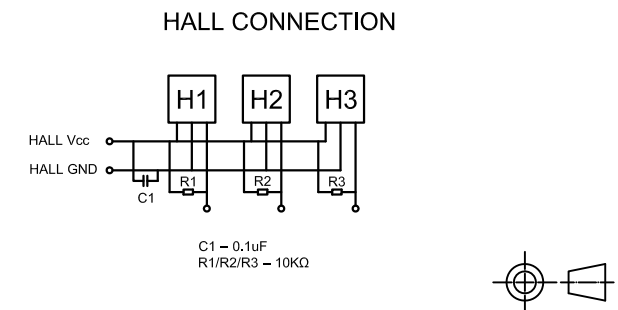 HALL CONNECTION
H1 H2 H3
HALL Vcc
HALL GND
R1 R2 R3
C1
C1 – 0.1uF
R1/R2/R3 – 10KΩ